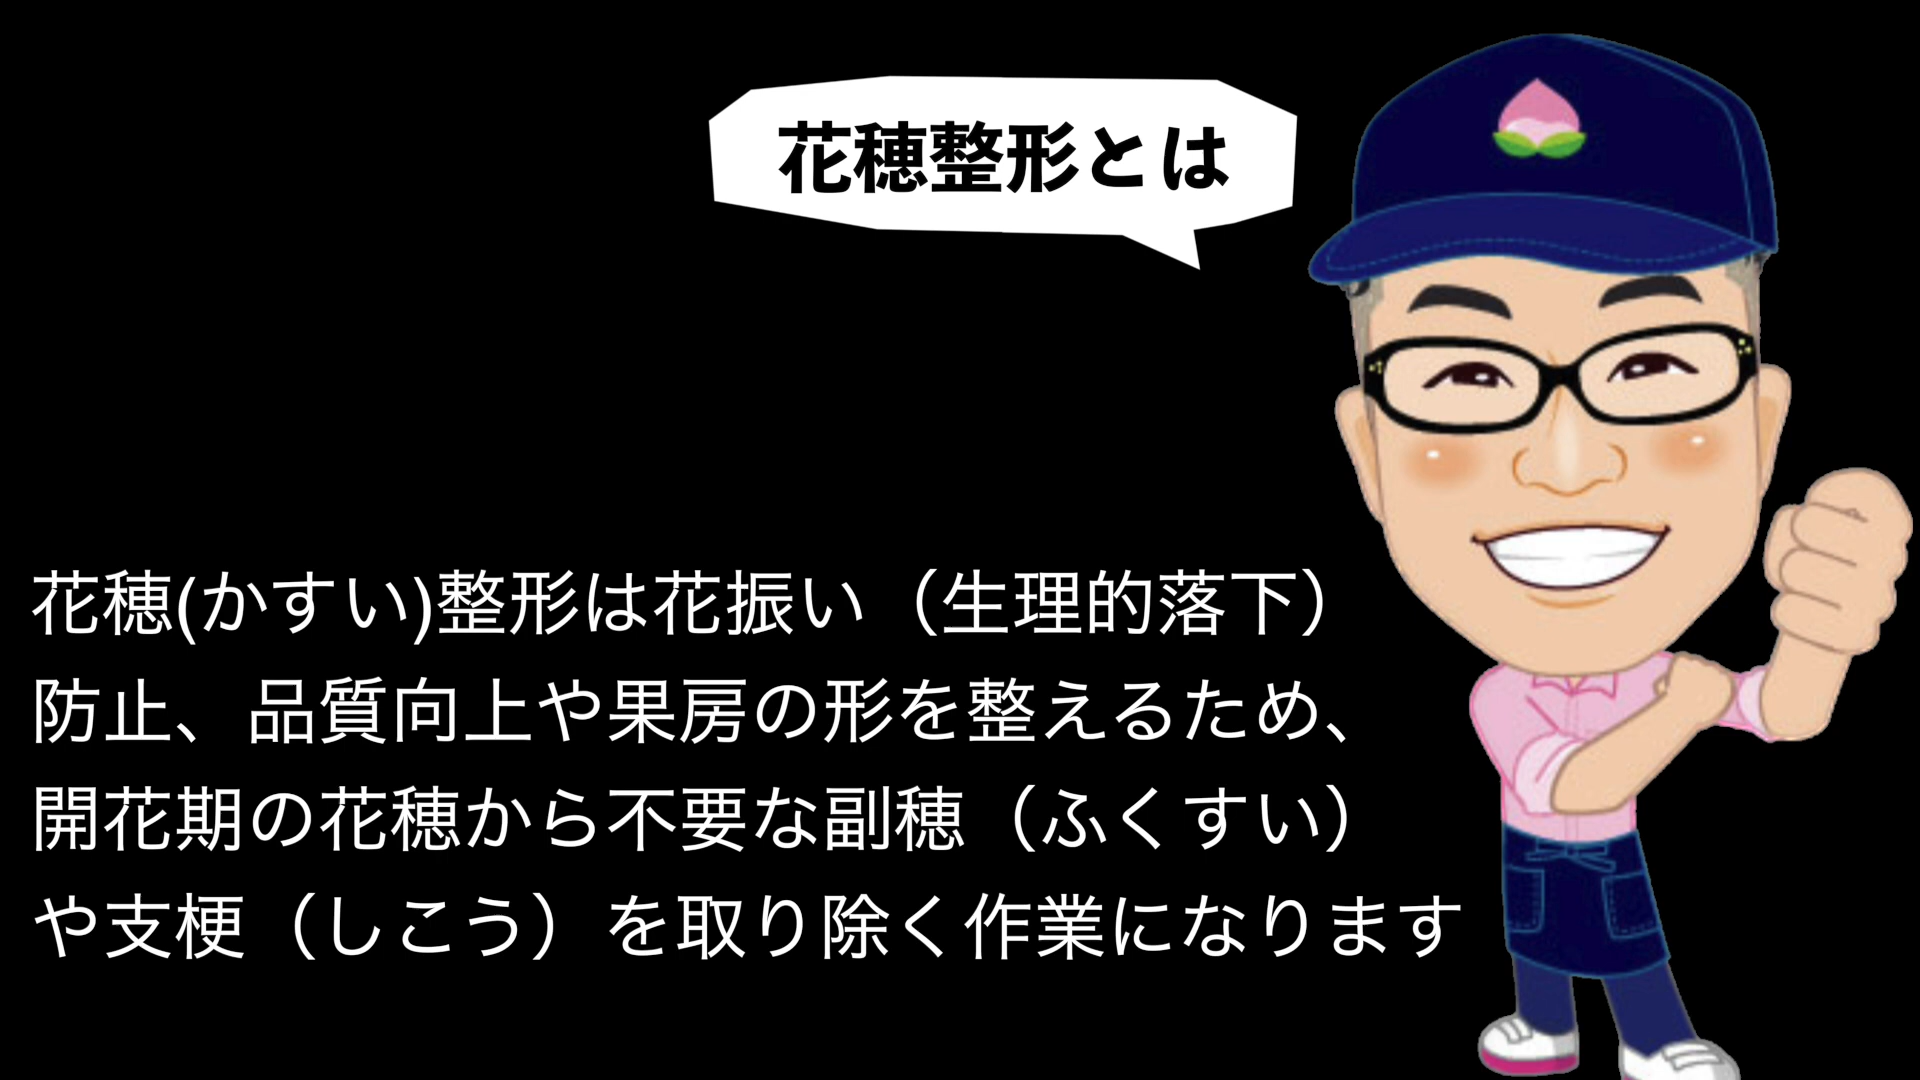 花穂整形とは
花穂(かすい)整形は花振い（生理的落下）
防止、品質向上や果房の形を整えるため、
開花期の花穂から不要な副穂（ふくすい）
や支梗（しこう）を取り除く作業になります